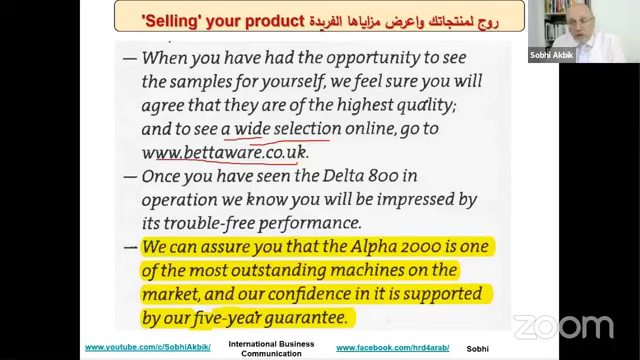 'Selling' your product روج لمنتجاتك واعرض مزاياها الفريدة
Sobhi Akbik
— When you have had the opportunity to see
the samples for yourself, we feel sure you will
agree that they are of the highest quality;
and to see a wide selection online, go to
www.bettaware.co.uk.
— Once you have seen the Delta 800 in
operation we know you will be impressed by
its trouble-free performance.
— We can assure you that the Alpha 2000 is one
of the most outstanding machines on the
market, and our confidence in it is supported
by our five-year guarantee.
zoom
www.youtube.com/c/SobhiAkbik/
International Business
Communication
www.facebook.com/hrd4arab/
Sobhi